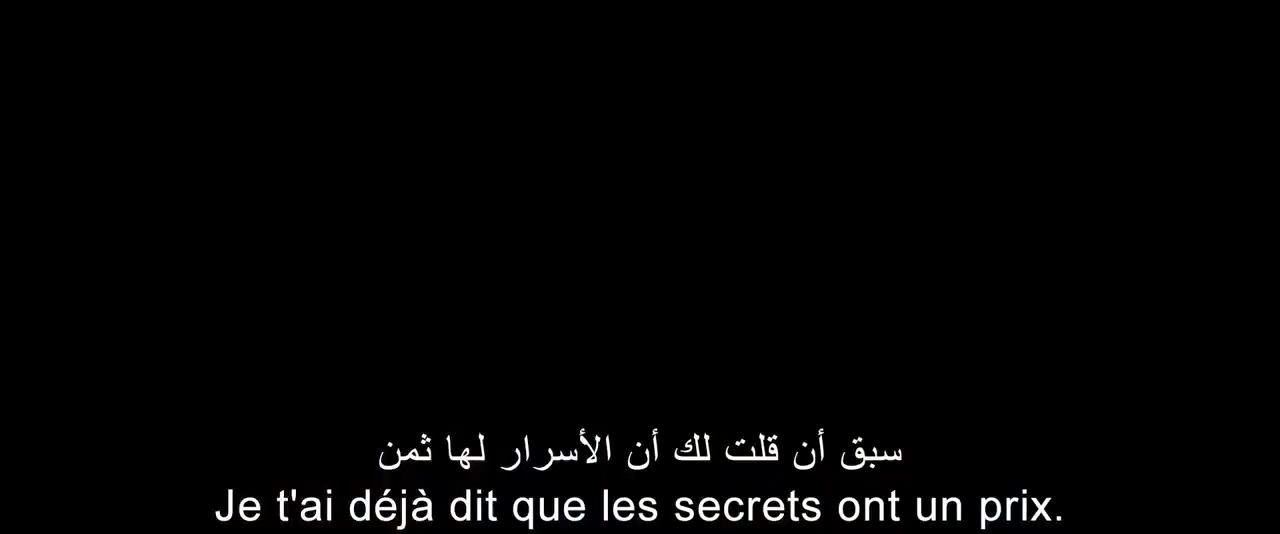 سبق أن قلت لك أن الأسرار لها ثمن
Je t'ai déjà dit que les secrets ont un prix.